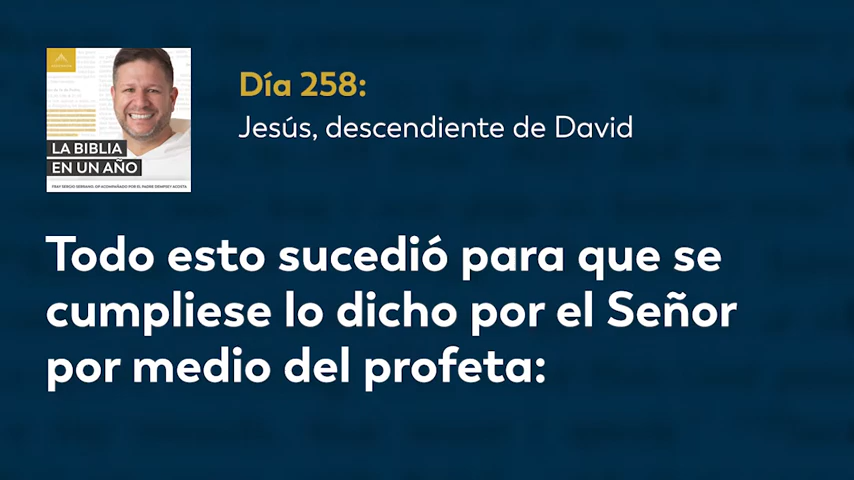 Día 258:
Jesús, descendiente de David
LA BIBLIA
EN UN AÑO
Todo esto sucedió para que se
cumpliese lo dicho por el Señor
por medio del profeta: